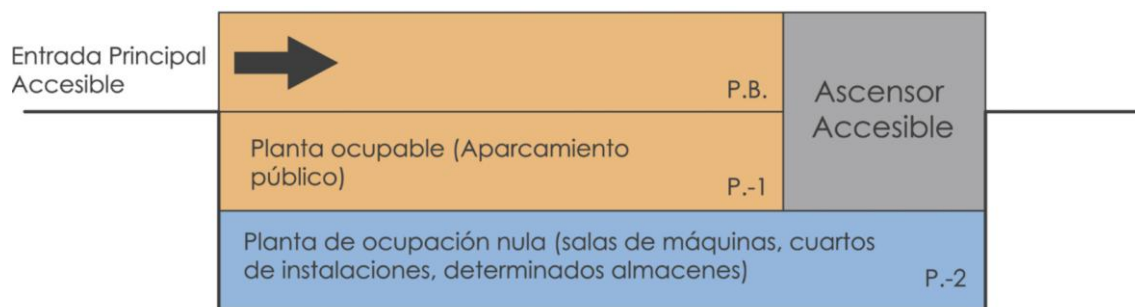 Entrada Principal
Accesible
P.B.
Ascensor
Accesible
Planta ocupable (Aparcamiento
público)
P.-1
Planta de ocupación nula (salas de máquinas, cuartos
de instalaciones, determinados almacenes)
P.-2